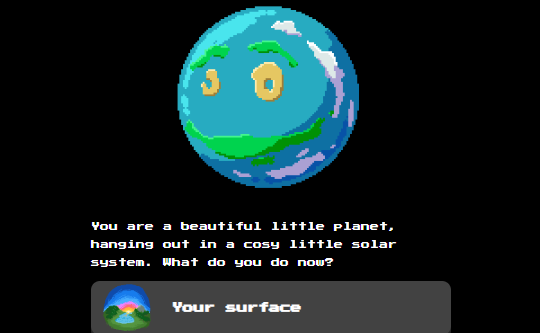 You are a beautiful little planet,
hanging out in a cosy little solar
system. What do you do now?
Your surface